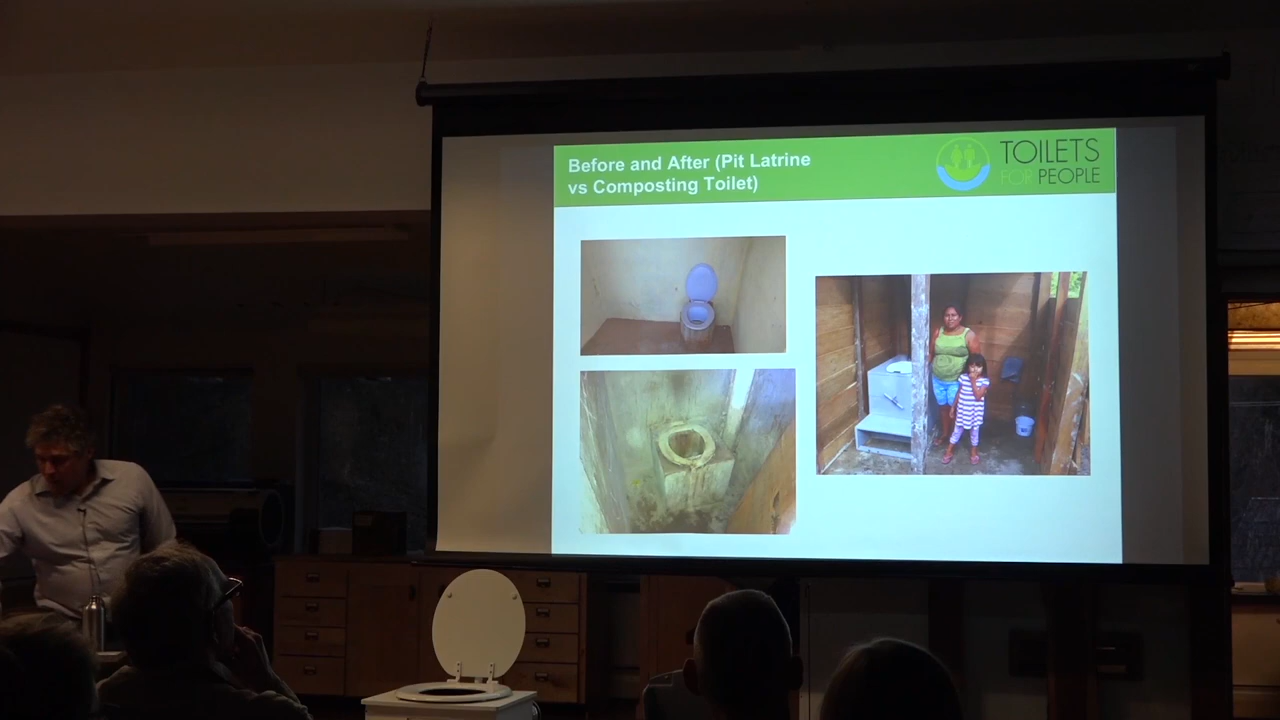 Before and After (Pit Latrine
vs Composting Toilet)
TOILETS
FOR PEOPLE